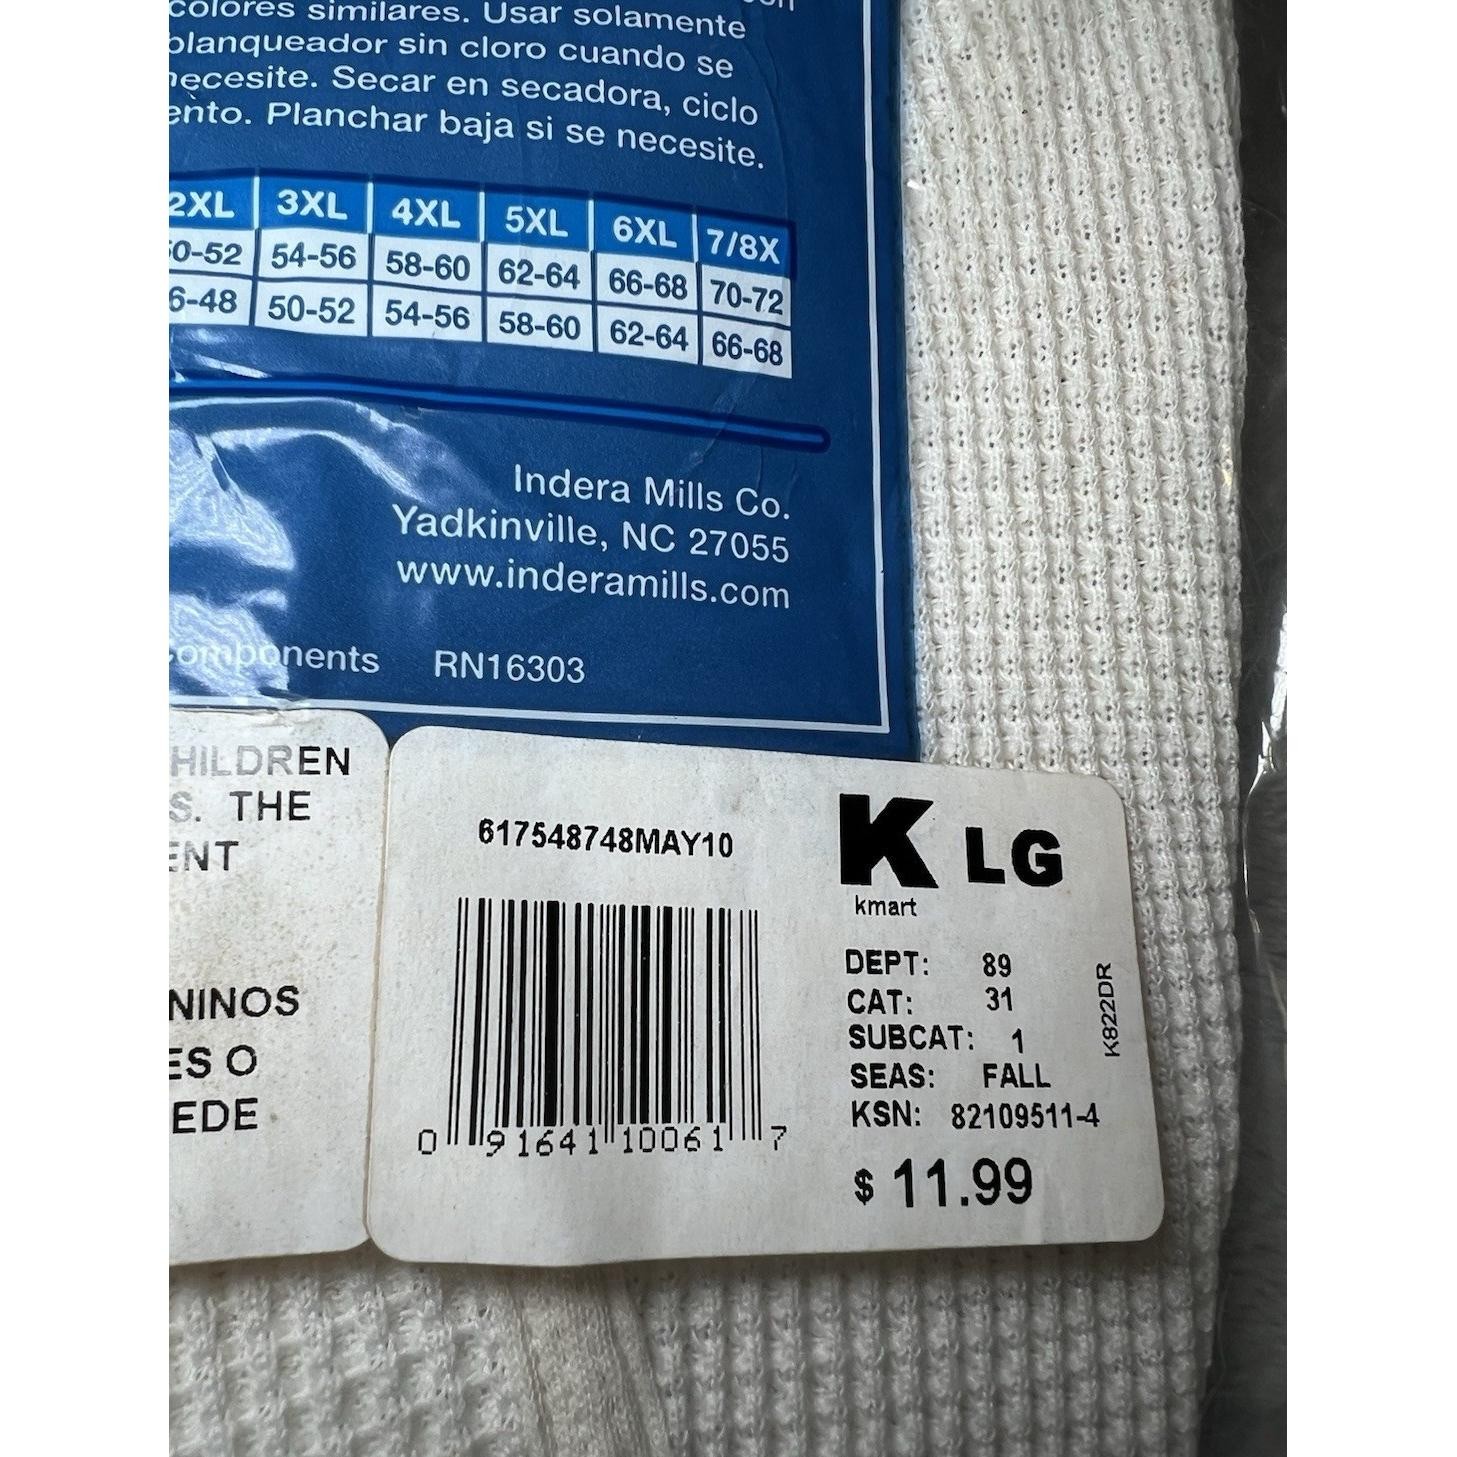 colores similares. Usar solamente
blanqueador sin cloro cuando se
necesite. Secar en secadora, ciclo
Planchar baja si se necesite.
2XL 3XL 4XL 5XL 6XL 7/8X
54-56 58-60 62-64 66-68 70-72
50-52 54-56 58-60 62-64 66-68
Indera Mills Co.
Yadkinville, NC 27055
www.inderamills.com
components RN16303
HILDREN
S. THE
ENT
NINOS
ES O
EDE
617548748MAY10
K LG
kmart
DEPT: 89
CAT: 31
SUBCAT: 1
SEAS: FALL
KSN: 82109511-4
$ 11.99
K822DR
0 91641 10061 7